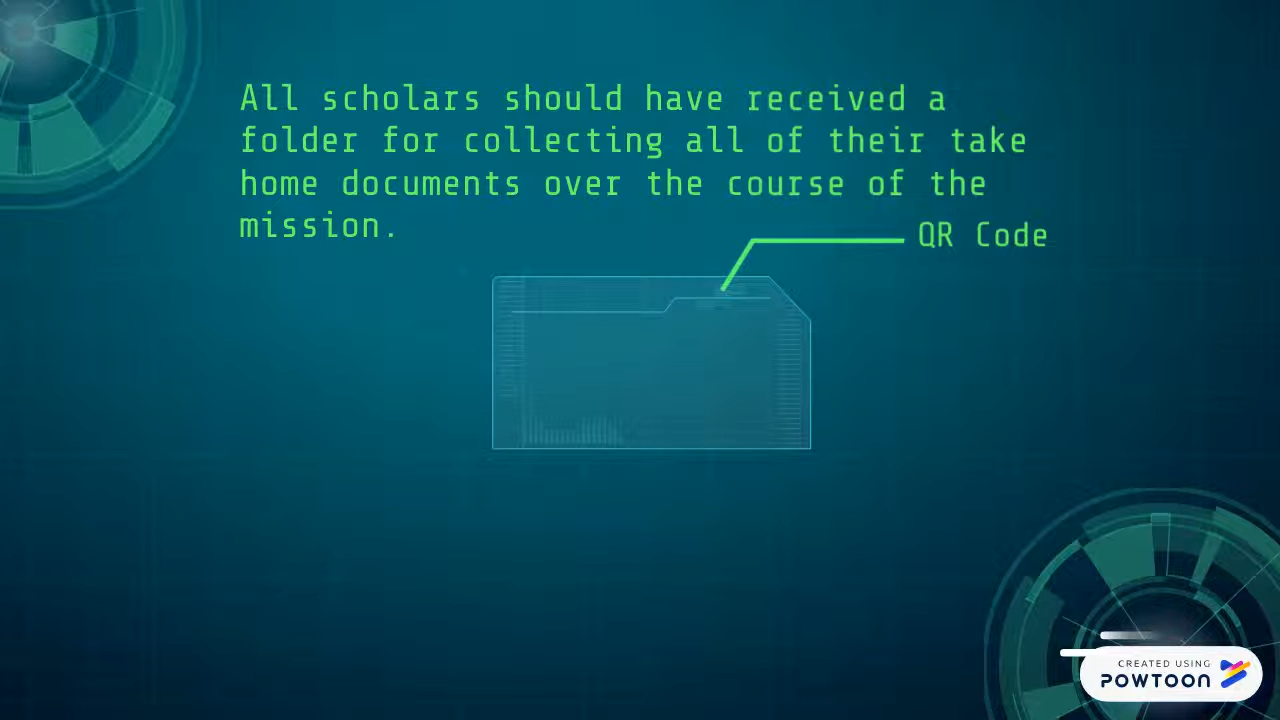 All scholars should have received a
folder for collecting all of their take
home documents over the course of the
mission.
QR Code
CREATED USING
POWTOON